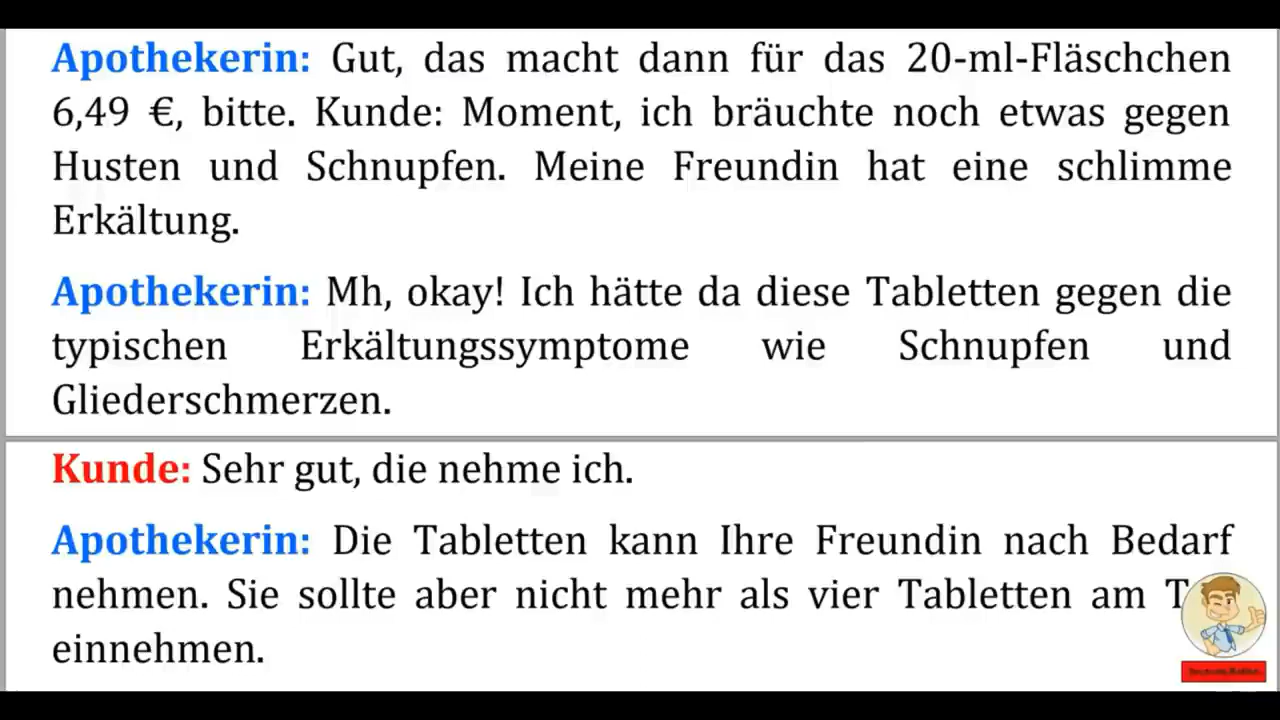 Apothekerin: Gut, das macht dann für das 20-ml-Fläschchen
6,49 €, bitte. Kunde: Moment, ich bräuchte noch etwas gegen
Husten und Schnupfen. Meine Freundin hat eine schlimme
Erkältung.
Apothekerin: Mh, okay! Ich hätte da diese Tabletten gegen die
typischen Erkältungssymptome wie Schnupfen und
Gliederschmerzen.
Kunde: Sehr gut, die nehme ich.
Apothekerin: Die Tabletten kann Ihre Freundin nach Bedarf
nehmen. Sie sollte aber nicht mehr als vier Tabletten am
einnehmen.